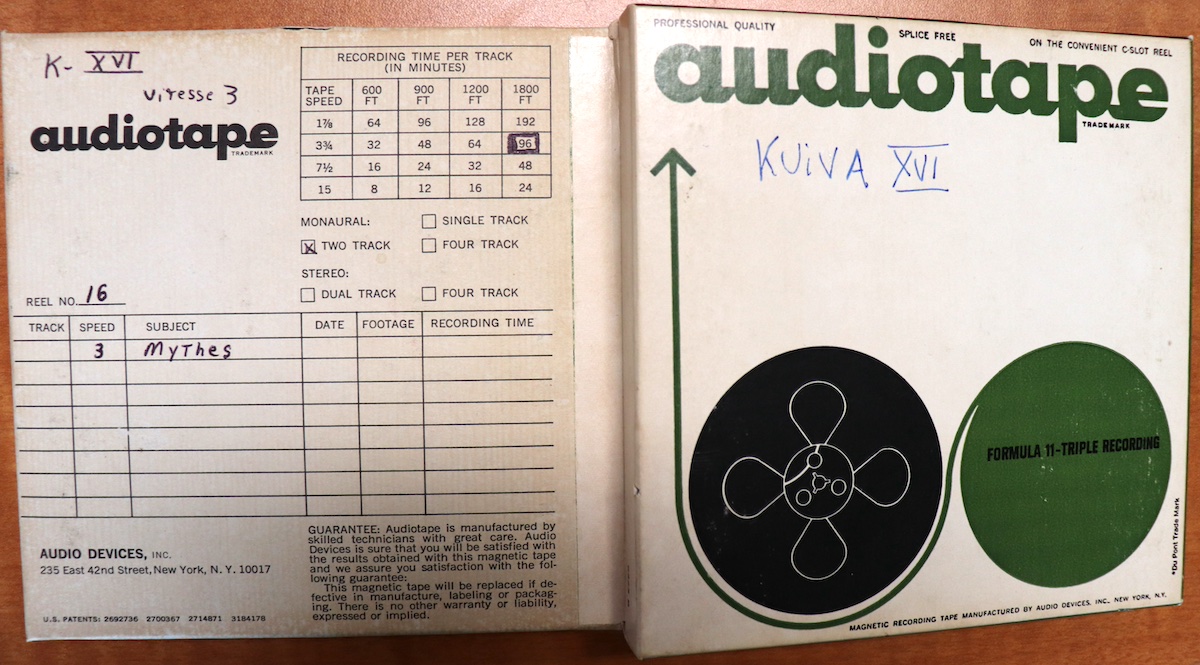 K- XVI
vitesse 3
audiotape
TRADEMARK
RECORDING TIME PER TRACK
(IN MINUTES)
TAPE SPEED 600 FT 900 FT 1200 FT 1800 FT
1⅞ 64 96 128 192
3¾ 32 48 64 96
7½ 16 24 32 48
15 8 12 16 24
MONAURAL: SINGLE TRACK
X TWO TRACK FOUR TRACK
STEREO:
DUAL TRACK FOUR TRACK
REEL NO. 16
TRACK SPEED SUBJECT DATE FOOTAGE RECORDING TIME
3 Mythes
AUDIO DEVICES, INC.
235 East 42nd Street, New York, N. Y. 10017
U.S. PATENTS: 2692736 2700367 2714871 3184178
GUARANTEE: Audiotape is manufactured by
skilled technicians with great care. Audio
Devices is sure that you will be satisfied with
the results obtained with this magnetic tape
and we assure you satisfaction with the fol-
lowing guarantee:
This magnetic tape will be replaced if de-
fective in manufacture, labeling or packag-
ing. There is no other warranty or liability,
expressed or implied.
PROFESSIONAL QUALITY SPLICE FREE ON THE CONVENIENT C-SLOT REEL
audiotape
TRADEMARK
KUiVA XVI
FORMULA 11-TRIPLE RECORDING
*Du Pont Trade Mark
MAGNETIC RECORDING TAPE MANUFACTURED BY AUDIO DEVICES, INC., NEW YORK, N.Y.